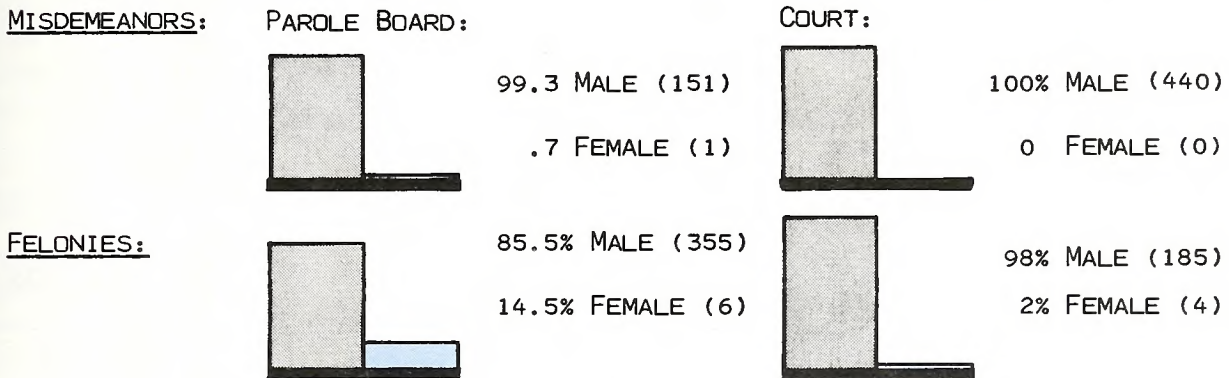 MISDEMEANORS: PAROLE BOARD: COURT:
99.3 MALE (151) 100% MALE (440)
.7 FEMALE (1) 0 FEMALE (0)
FELONIES: 85.5% MALE (355) 98% MALE (185)
14.5% FEMALE (6) 2% FEMALE (4)